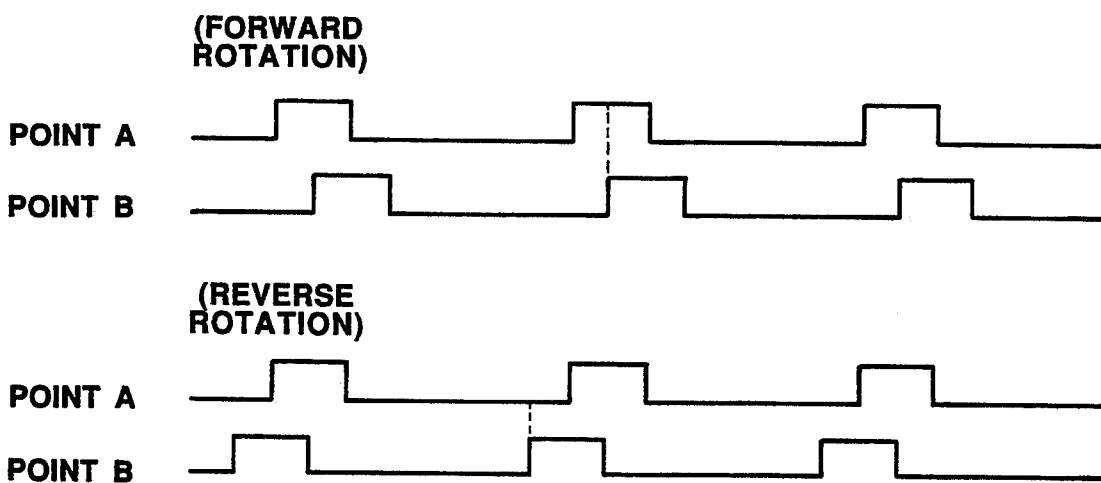 (FORWARD
ROTATION)
POINT A
POINT B
(REVERSE
ROTATION)
POINT A
POINT B